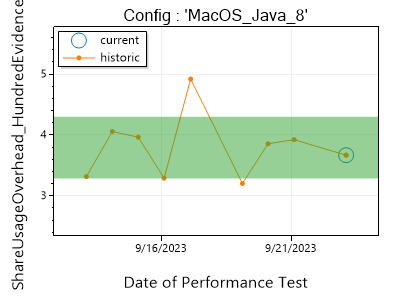 Config : 'MacOS_Java_8'
current
historic
ShareUsageOverhead_HundredEvidence
5
4
3
9/16/2023
9/21/2023
Date of Performance Test